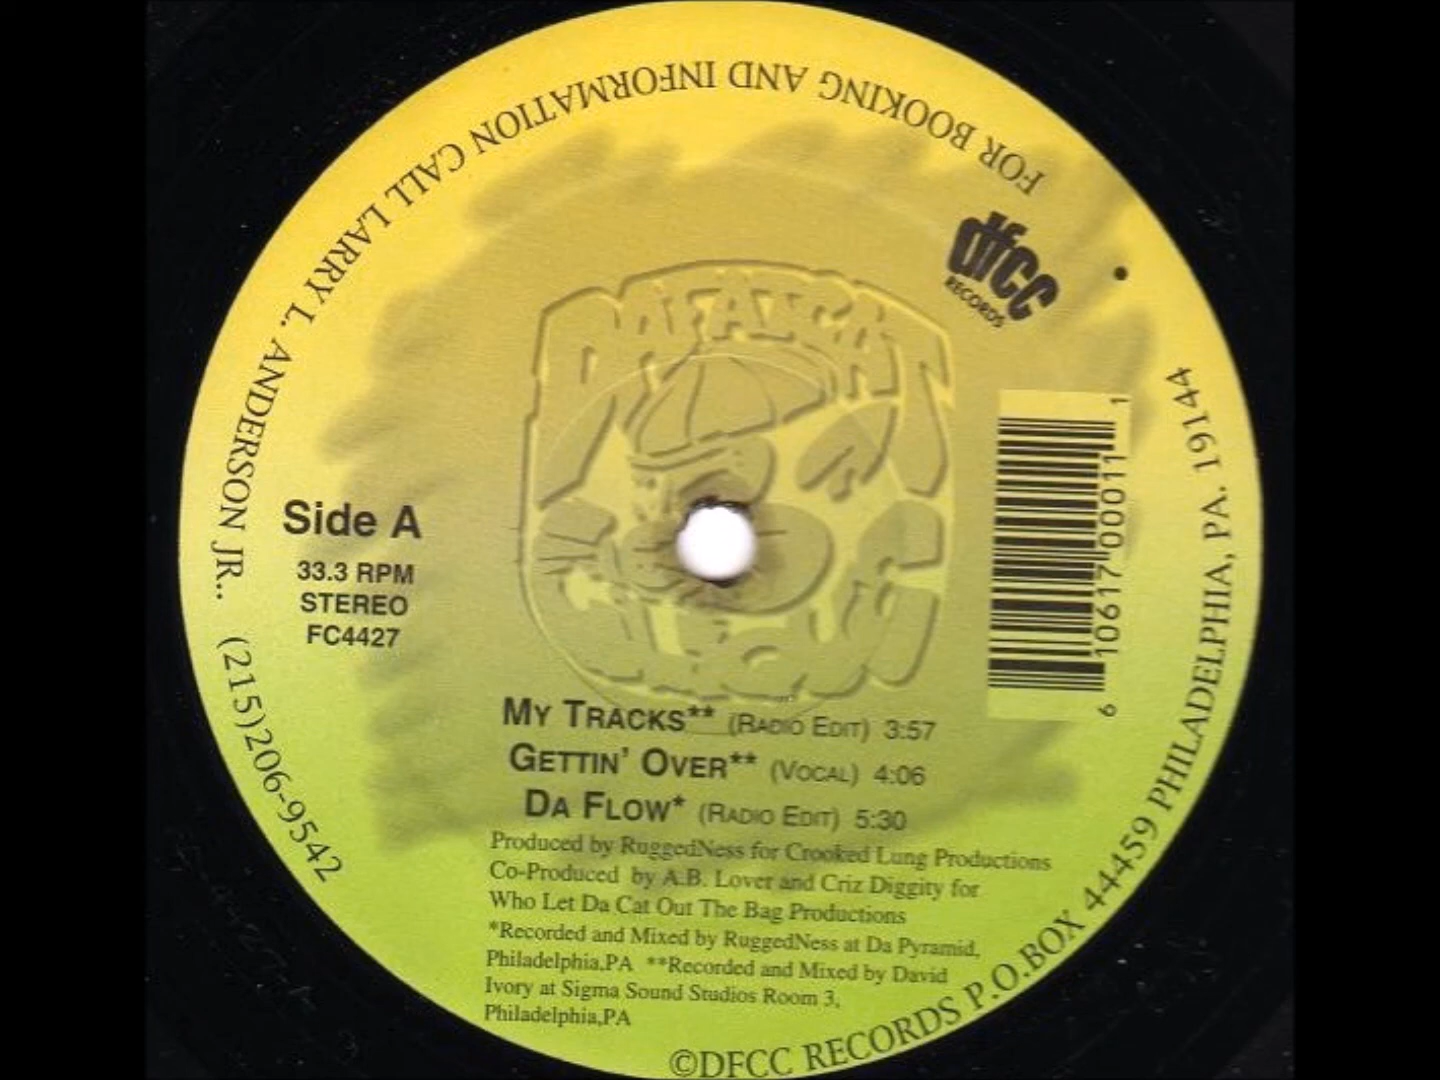 FOR BOOKING AND INFORMATION CALL LARRY L. ANDERSON JR.. (215)206-9542
dfcc
RECORDS
DAFATCAT
Side A
33.3 RPM
STEREO
FC4427
6 10617 00011 1
MY TRACKS** (RADIO EDIT) 3:57
GETTIN' OVER** (VOCAL) 4:06
DA FLOW* (RADIO EDIT) 5:30
Produced by RuggedNess for Crooked Lung Productions
Co-Produced by A.B. Lover and Criz Diggity for
Who Let Da Cat Out The Bag Productions
*Recorded and Mixed by RuggedNess at Da Pyramid,
Philadelphia,PA **Recorded and Mixed by David
Ivory at Sigma Sound Studios Room 3,
Philadelphia,PA
©DFCC RECORDS P.O.BOX 44459 PHILADELPHIA, PA. 19144